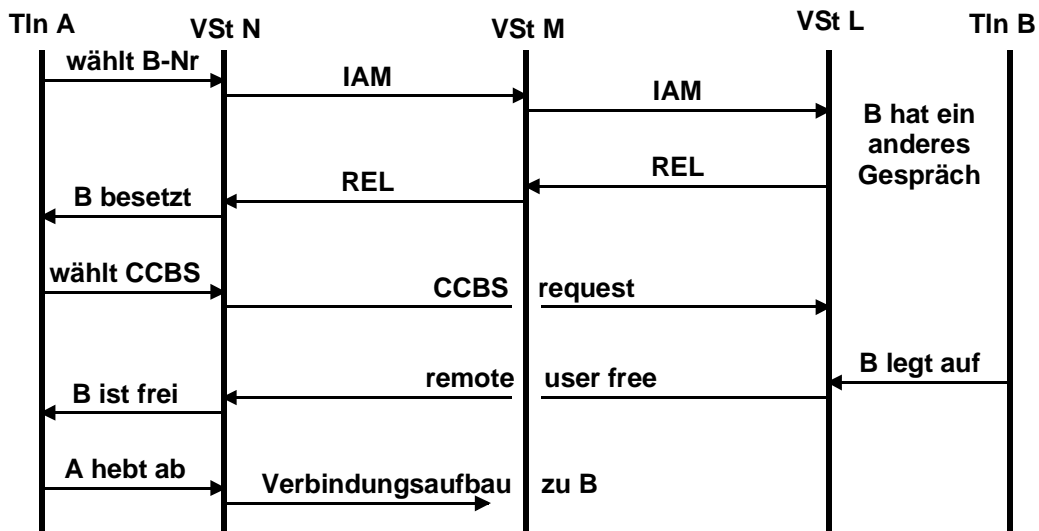 Tln A VSt N VSt M VSt L Tln B
wählt B-Nr
IAM
IAM
B hat ein
anderes
Gespräch
REL
REL
B besetzt
wählt CCBS
CCBS request
B legt auf
remote user free
B ist frei
A hebt ab
Verbindungsaufbau zu B